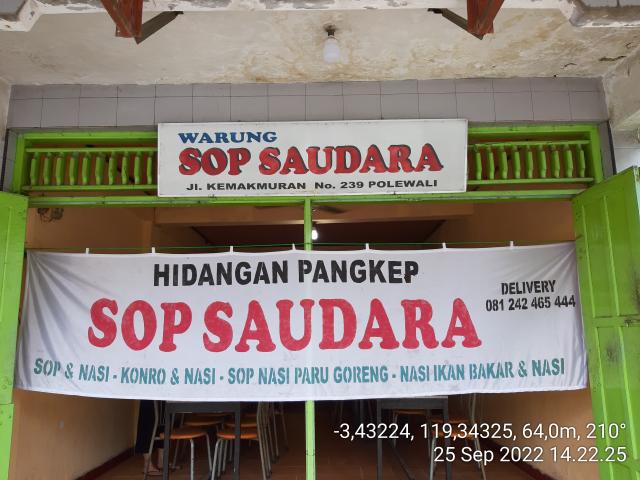 WARUNG
SOP SAUDARA
Jl. KEMAKMURAN No. 239 POLEWALI
HIDANGAN PANGKEP
DELIVERY
081 242 465 444
SOP SAUDARA
SOP & NASI - KONRO & NASI - SOP NASI PARU GORENG - NASI IKAN BAKAR & NASI
-3,43224, 119,34325, 64,0m, 210°
25 Sep 2022 14.22.25